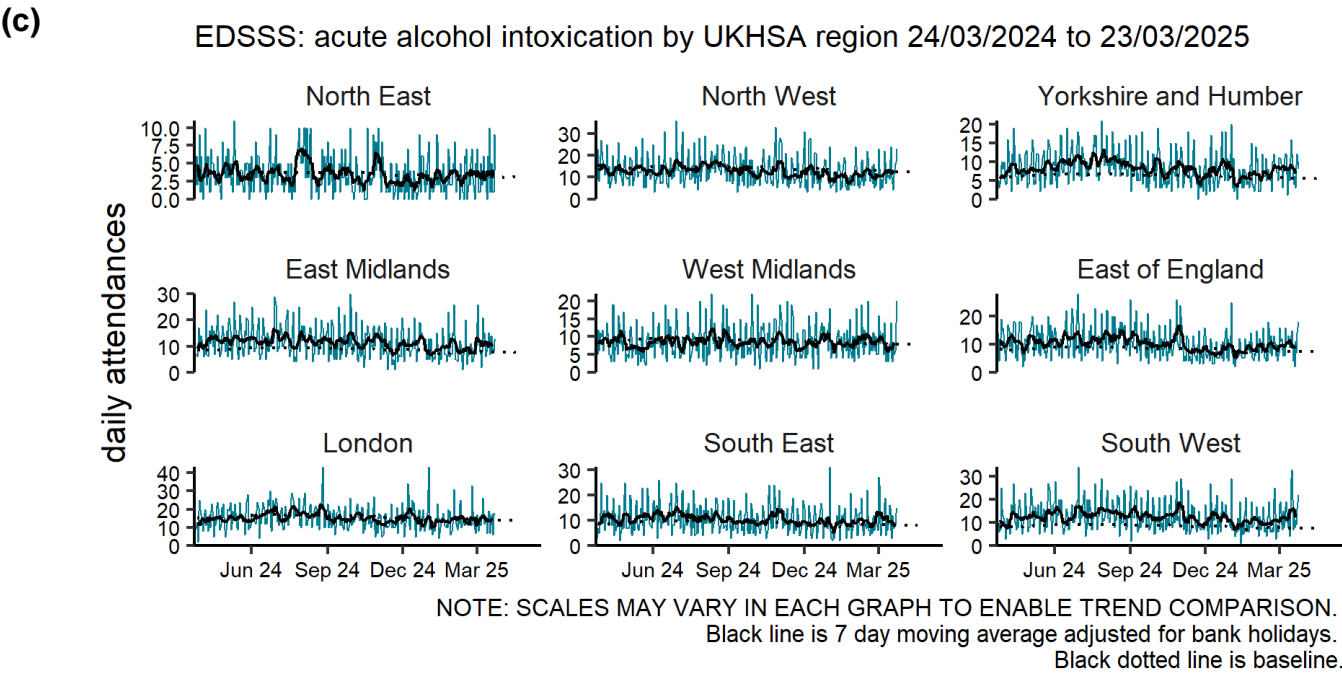 (c)
EDSSS: acute alcohol intoxication by UKHSA region 24/03/2024 to 23/03/2025
daily attendances
North East
10.0
7.5
5.0
2.5
0.0
North West
30
20
10
0
Yorkshire and Humber
20
15
10
5
0
East Midlands
30
20
10
0
West Midlands
20
15
10
5
0
East of England
20
10
0
London
40
30
20
10
0
Jun 24 Sep 24 Dec 24 Mar 25
South East
30
20
10
0
Jun 24 Sep 24 Dec 24 Mar 25
South West
30
20
10
0
Jun 24 Sep 24 Dec 24 Mar 25
NOTE: SCALES MAY VARY IN EACH GRAPH TO ENABLE TREND COMPARISON.
Black line is 7 day moving average adjusted for bank holidays.
Black dotted line is baseline.